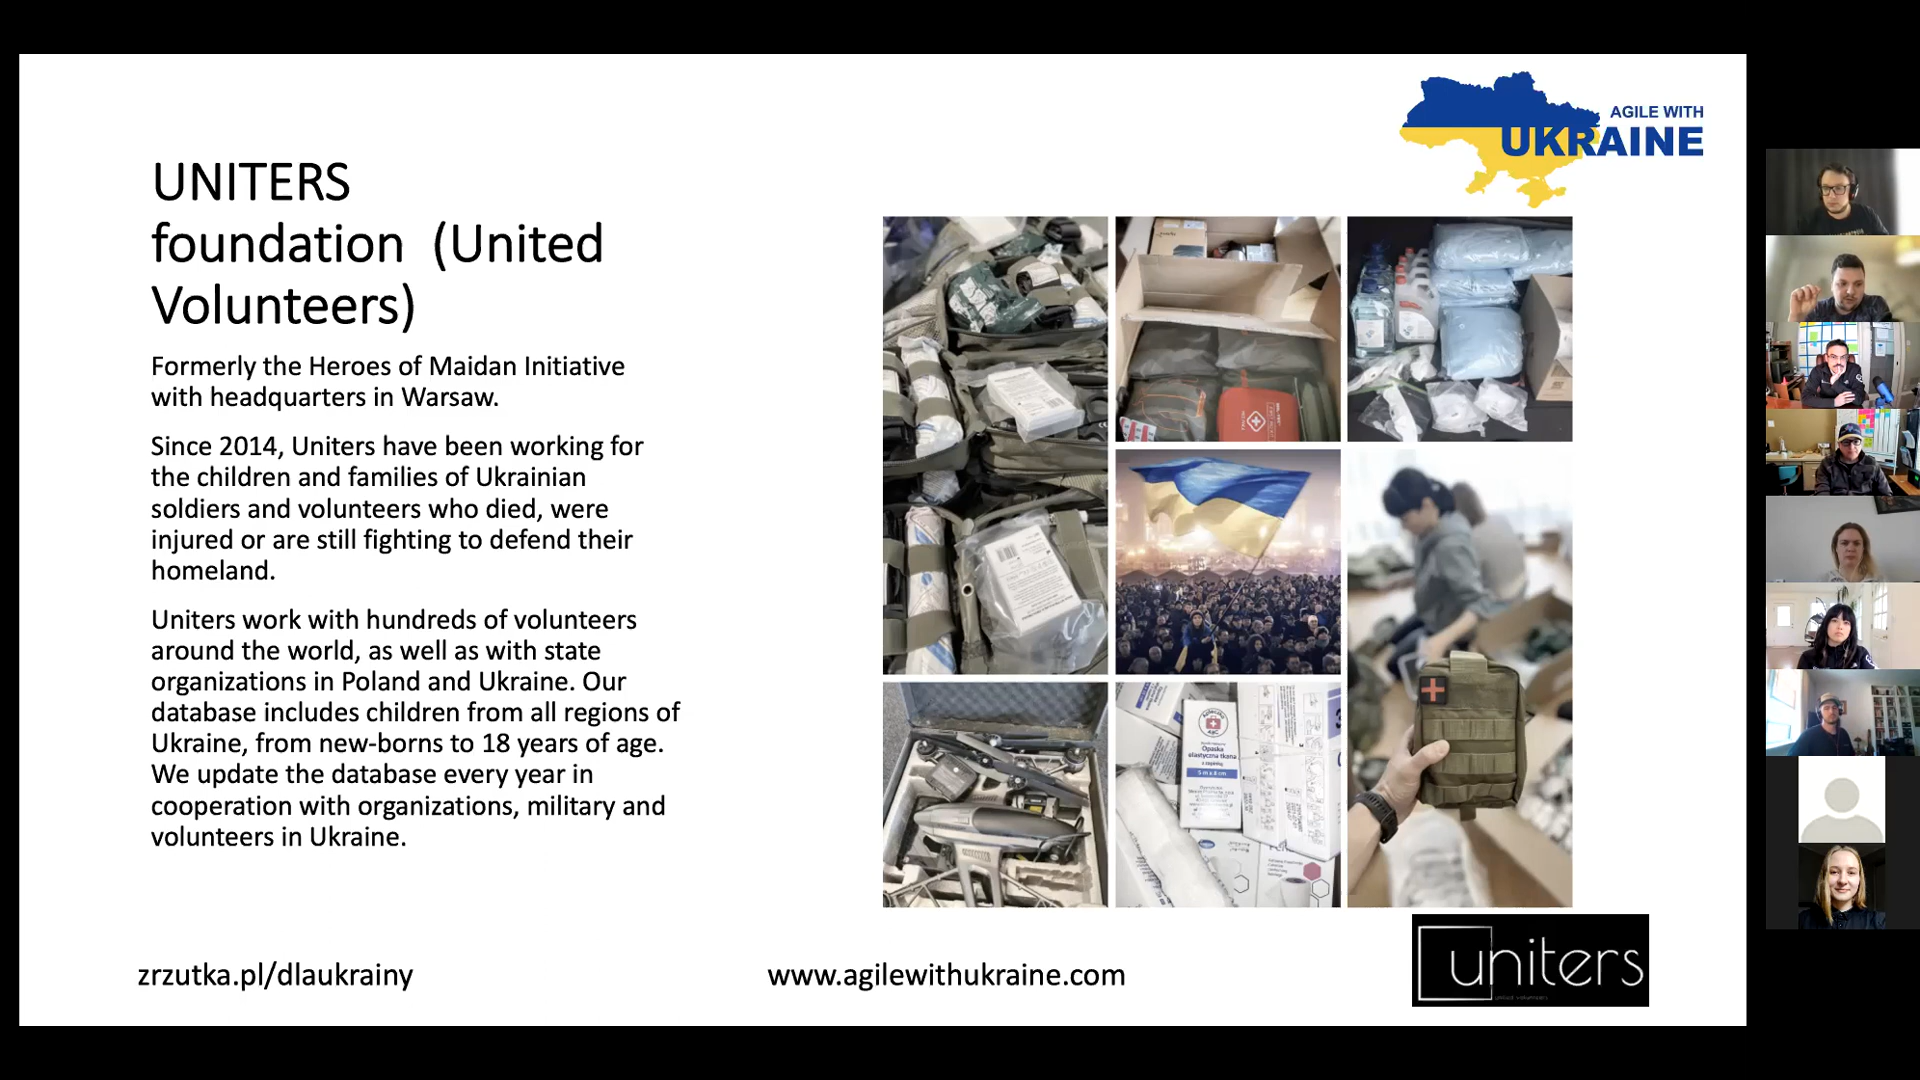 AGILE WITH
UKRAINE
UNITERS
foundation (United
Volunteers)
Formerly the Heroes of Maidan Initiative
with headquarters in Warsaw.
Since 2014, Uniters have been working for
the children and families of Ukrainian
soldiers and volunteers who died, were
injured or are still fighting to defend their
homeland.
Uniters work with hundreds of volunteers
around the world, as well as with state
organizations in Poland and Ukraine. Our
database includes children from all regions of
Ukraine, from new-borns to 18 years of age.
We update the database every year in
cooperation with organizations, military and
volunteers in Ukraine.
Opaska
elastyczna tkana
z zapinką
5 m x 8 cm
zrzutka.pl/dlaukrainy
www.agilewithukraine.com
uniters
united volunteers